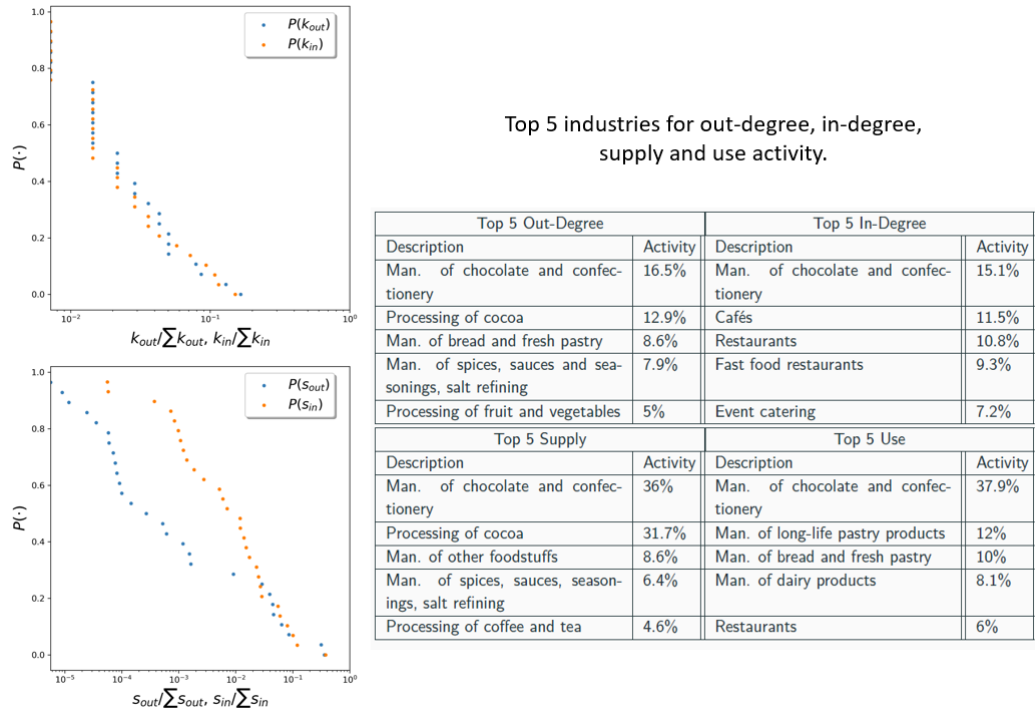 P(k_out)
P(k_in)
1.0
0.8
0.6
0.4
0.2
0.0
P(·)
10⁻² 10⁻¹ 10⁰
k_out/∑k_out, k_in/∑k_in
P(s_out)
P(s_in)
1.0
0.8
0.6
0.4
0.2
0.0
P(·)
10⁻⁵ 10⁻⁴ 10⁻³ 10⁻² 10⁻¹ 10⁰
s_out/∑s_out, s_in/∑s_in
Top 5 industries for out-degree, in-degree,
supply and use activity.
Top 5 Out-Degree Top 5 In-Degree
Description Activity Description Activity
Man. of chocolate and confec- 16.5% Man. of chocolate and confec- 15.1%
tionery tionery
Processing of cocoa 12.9% Cafés 11.5%
Man. of bread and fresh pastry 8.6% Restaurants 10.8%
Man. of spices, sauces and sea- 7.9% Fast food restaurants 9.3%
sonings, salt refining
Processing of fruit and vegetables 5% Event catering 7.2%
Top 5 Supply Top 5 Use
Description Activity Description Activity
Man. of chocolate and confec- 36% Man. of chocolate and confec- 37.9%
tionery tionery
Processing of cocoa 31.7% Man. of long-life pastry products 12%
Man. of other foodstuffs 8.6% Man. of bread and fresh pastry 10%
Man. of spices, sauces, season- 6.4% Man. of dairy products 8.1%
ings, salt refining
Processing of coffee and tea 4.6% Restaurants 6%